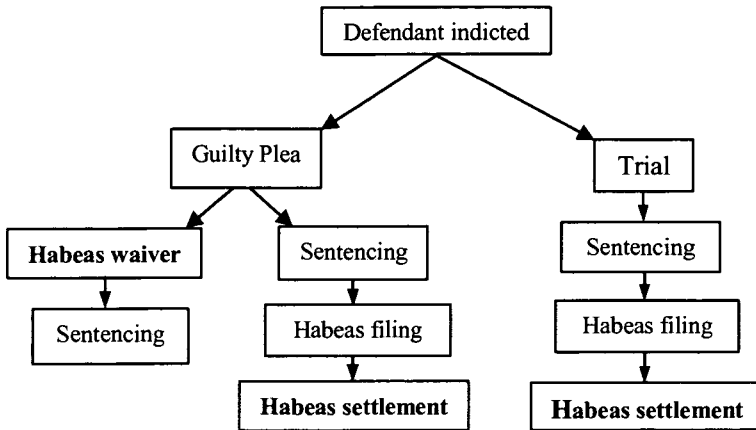 Defendant indicted
Guilty Plea
Trial
Habeas waiver
Sentencing
Sentencing
Sentencing
Habeas filing
Habeas filing
Habeas settlement
Habeas settlement